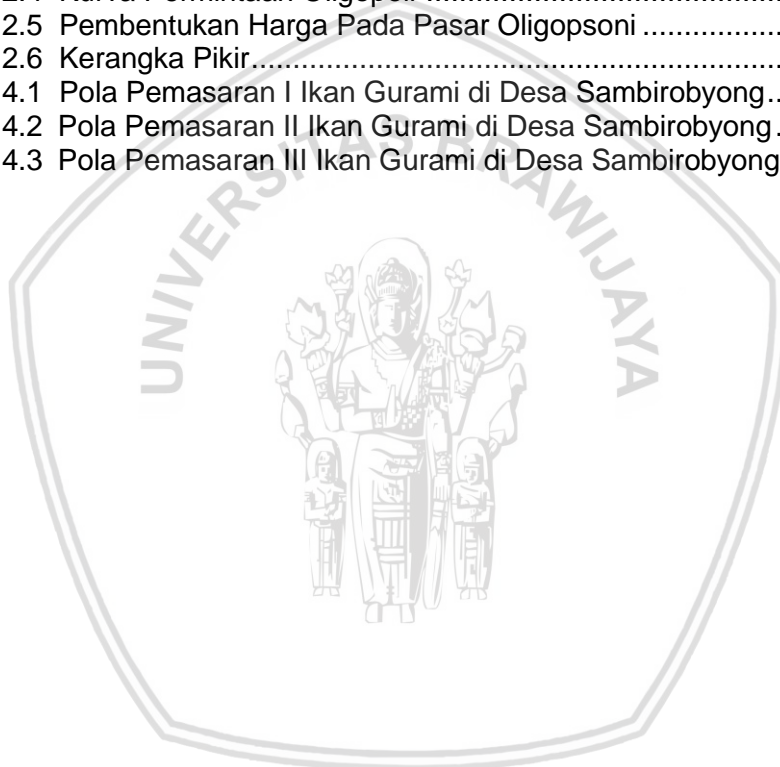 2.5 Pembentukan Harga Pada Pasar Oligopsoni ..................
2.6 Kerangka Pikir.............................................................
4.1 Pola Pemasaran I Ikan Gurami di Desa Sambirobyong..
4.2 Pola Pemasaran II Ikan Gurami di Desa Sambirobyong.
4.3 Pola Pemasaran III Ikan Gurami di Desa Sambirobyong
UNIVERSITAS BRAWIJAYA